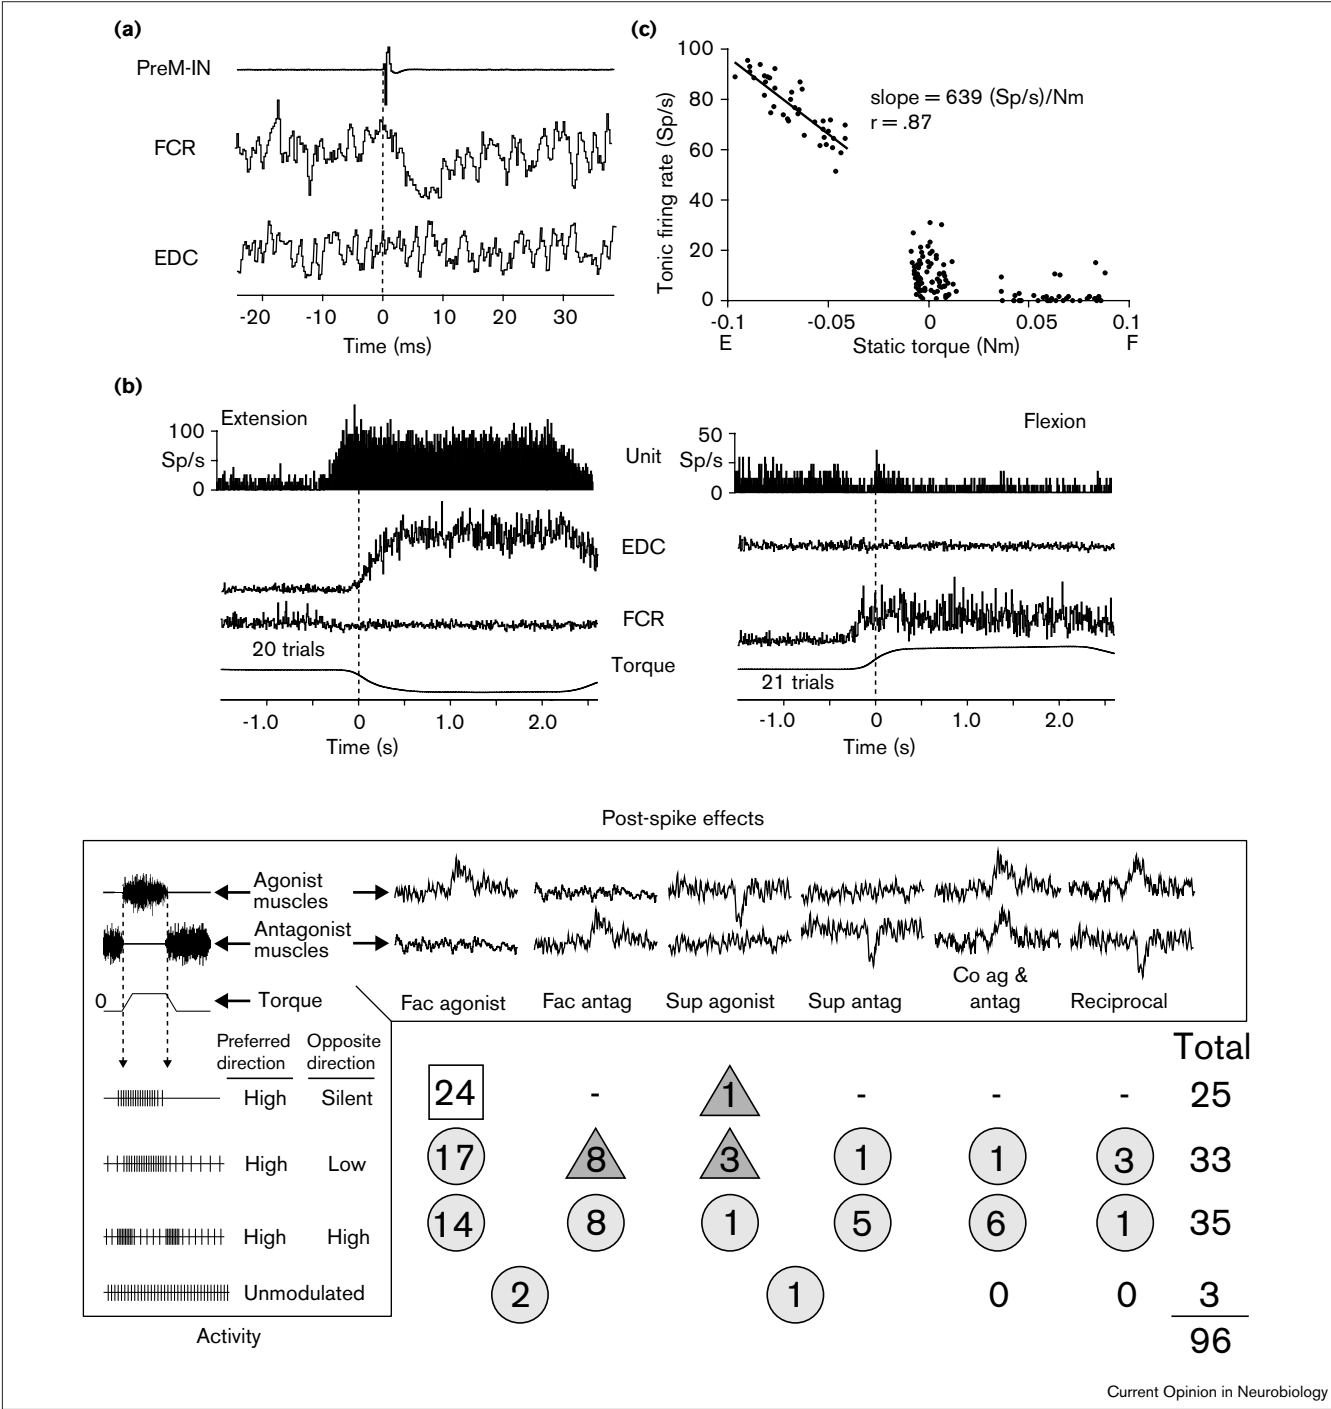 (a)
PreM-IN
FCR
EDC
-20 -10 0 10 20 30
Time (ms)
(c)
100
80
60
40
20
0
Tonic firing rate (Sp/s)
slope = 639 (Sp/s)/Nm
r = .87
-0.1 -0.05 0 0.05 0.1
E Static torque (Nm) F
(b)
Extension
100
Sp/s
0
Unit
Flexion
50
Sp/s
0
EDC
FCR
20 trials
Torque
21 trials
-1.0 0 1.0 2.0
Time (s)
-1.0 0 1.0 2.0
Time (s)
Post-spike effects
Agonist
muscles
Antagonist
muscles
0 Torque
Fac agonist Fac antag Sup agonist Sup antag Co ag &
antag Reciprocal
Preferred
direction
Opposite
direction
Total
High Silent 24 - 1 - - - 25
High Low 17 8 3 1 1 3 33
High High 14 8 1 5 6 1 35
Unmodulated 2 1 0 0 3
96
Activity
Current Opinion in Neurobiology